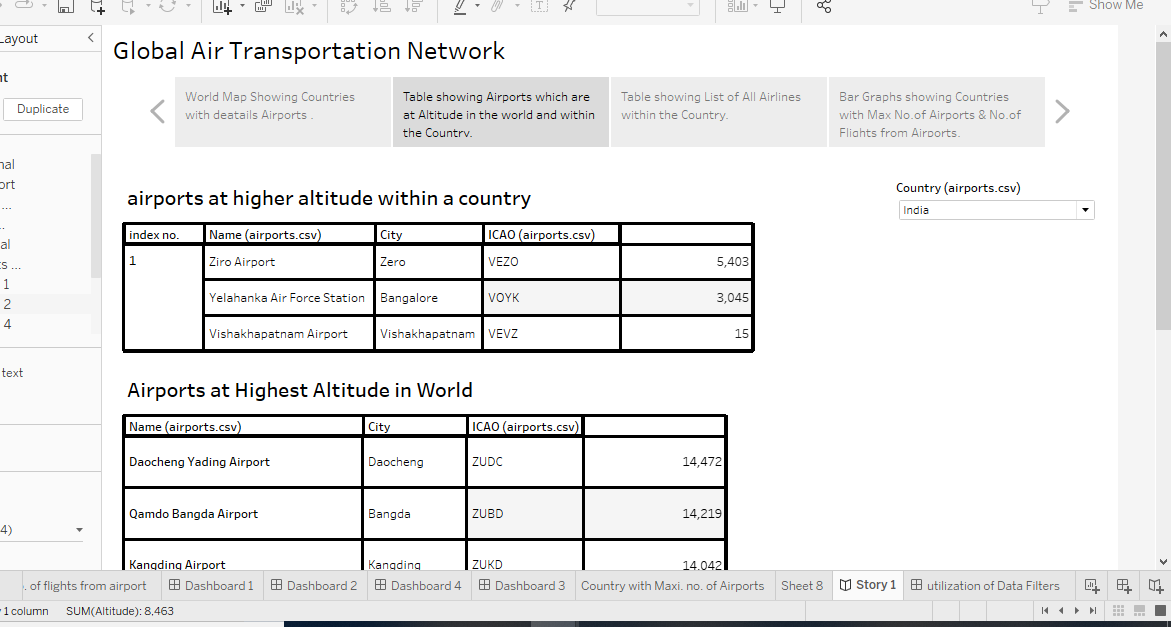 Show Me
Layout
Global Air Transportation Network
Duplicate
World Map Showing Countries
with deatails Airports .
Table showing Airports which are
at Altitude in the world and within
the Country.
Table showing List of All Airlines
within the Country.
Bar Graphs showing Countries
with Max No.of Airports & No.of
Flights from Airports.
airports at higher altitude within a country
Country (airports.csv)
India
index no. Name (airports.csv) City ICAO (airports.csv)
1 Ziro Airport Zero VEZO 5,403
Yelahanka Air Force Station Bangalore VOYK 3,045
Vishakhapatnam Airport Vishakhapatnam VEVZ 15
1
2
4
text
4)
Airports at Highest Altitude in World
Name (airports.csv) City ICAO (airports.csv)
Daocheng Yading Airport Daocheng ZUDC 14,472
Qamdo Bangda Airport Bangda ZUBD 14,219
Kangding Airport Kangding ZUKD 14,042
. of flights from airport Dashboard 1 Dashboard 2 Dashboard 4 Dashboard 3 Country with Maxi. no. of Airports Sheet 8 Story 1 utilization of Data Filters
1 column SUM(Altitude): 8,463